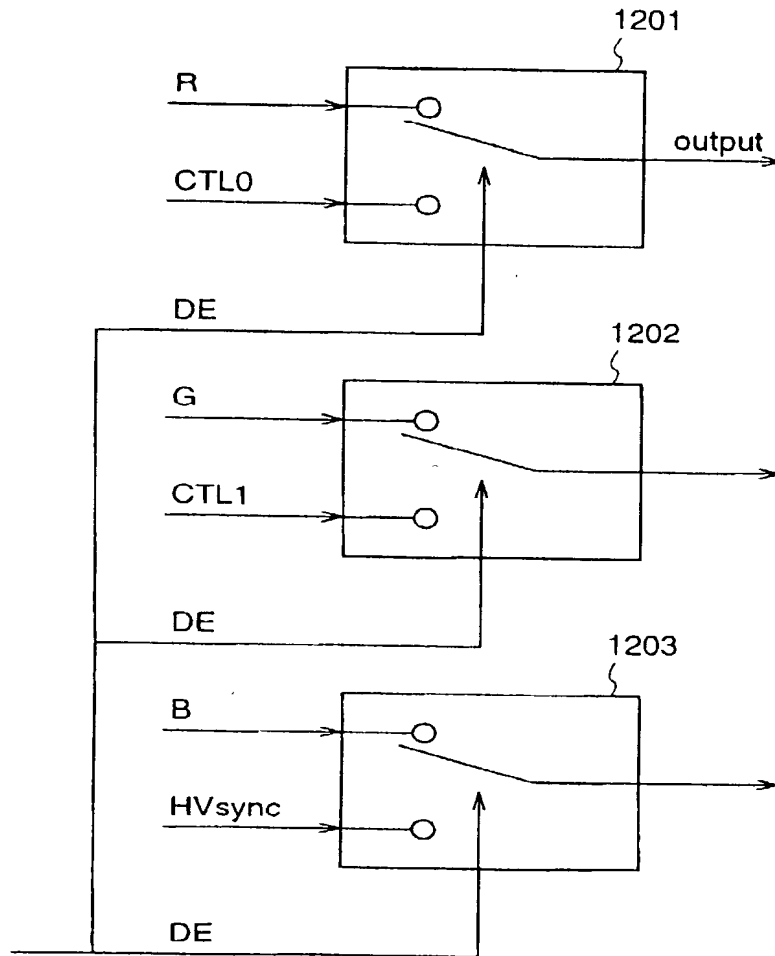 1201
R
output
CTL0
DE
1202
G
CTL1
DE
1203
B
HVsync
DE